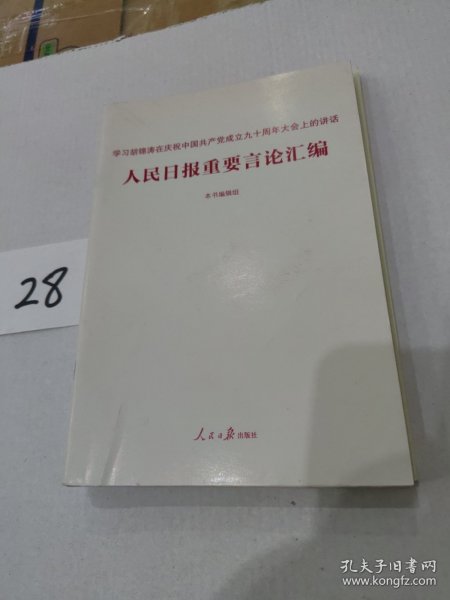 学习胡锦涛在庆祝中国共产党成立九十周年大会上的讲话
人民日报重要言论汇编
本书编辑组
28
人民日报出版社
孔夫子旧书网
www.kongfz.com